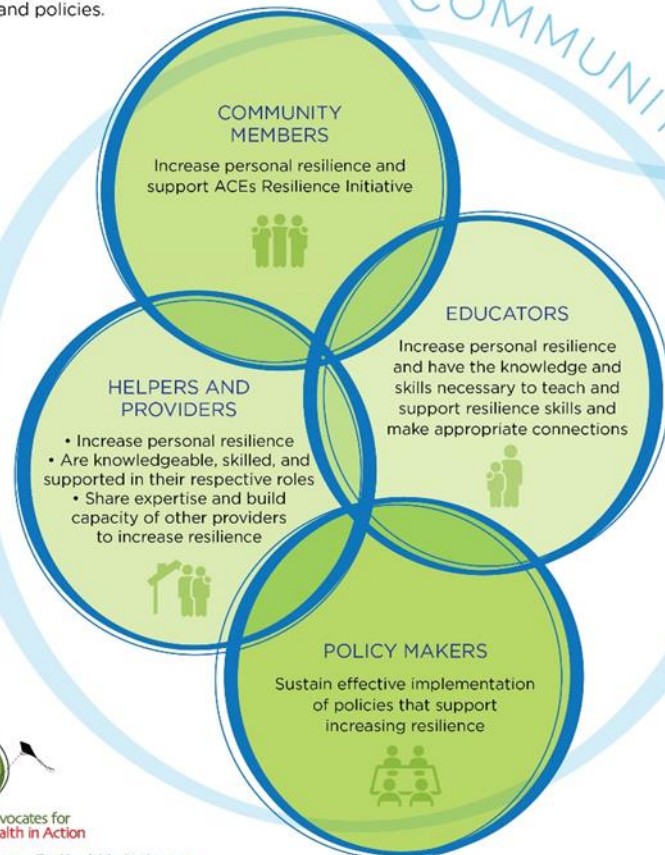 and policies.
COMMUNI
COMMUNITY
MEMBERS
Increase personal resilience and
support ACEs Resilience Initiative
EDUCATORS
Increase personal resilience
and have the knowledge and
skills necessary to teach and
support resilience skills and
make appropriate connections
HELPERS AND
PROVIDERS
• Increase personal resilience
• Are knowledgeable, skilled, and
supported in their respective roles
• Share expertise and build
capacity of other providers
to increase resilience
POLICY MAKERS
Sustain effective implementation
of policies that support
increasing resilience
vocates for
alth in Action